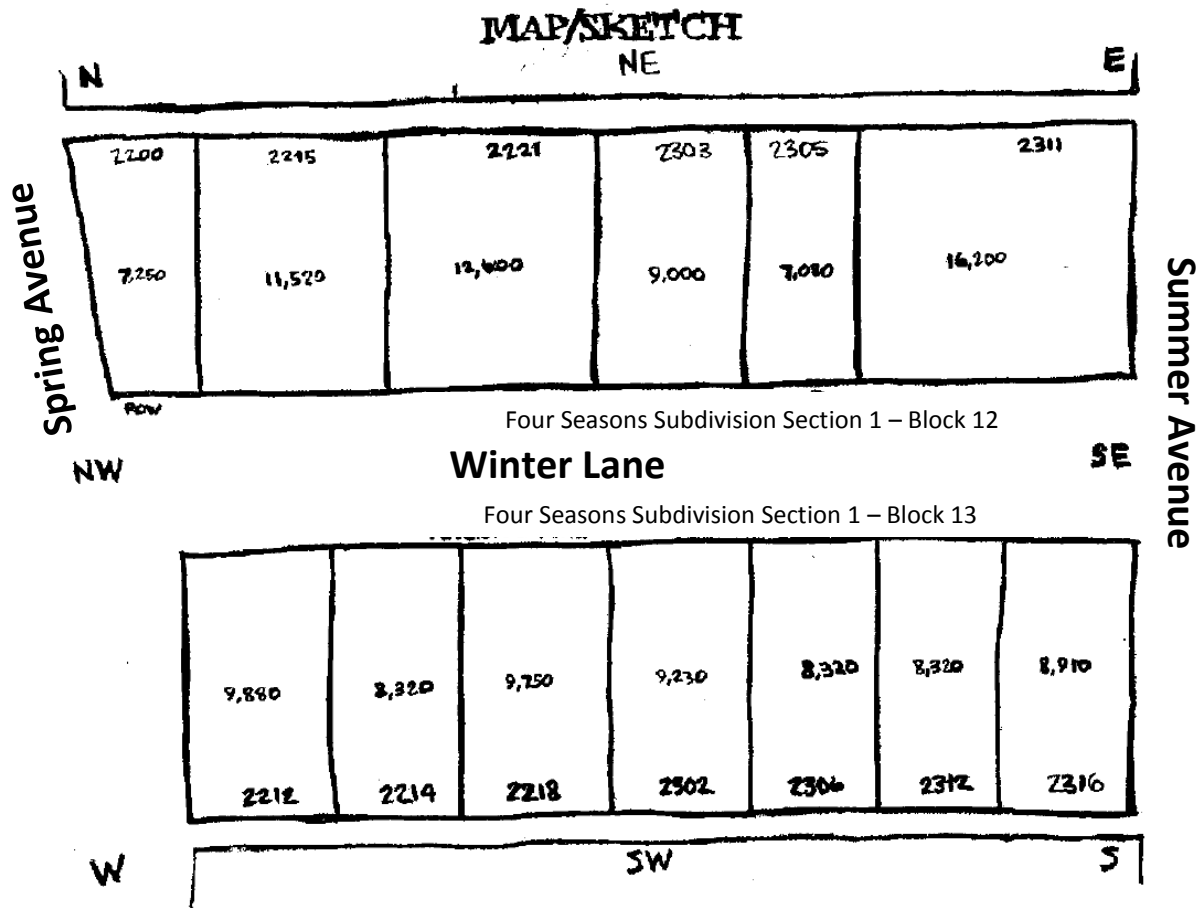 MAP/SKETCH
N NE E
2200 2215 2221 2303 2305 2311
7,250 11,520 12,600 9,000 7,080 16,200
Spring Avenue
Summer Avenue
ROW
Four Seasons Subdivision Section 1 – Block 12
NW Winter Lane SE
Four Seasons Subdivision Section 1 – Block 13
9,880 8,320 9,750 9,230 8,320 8,320 8,910
2212 2214 2218 2302 2306 2312 2316
W SW S